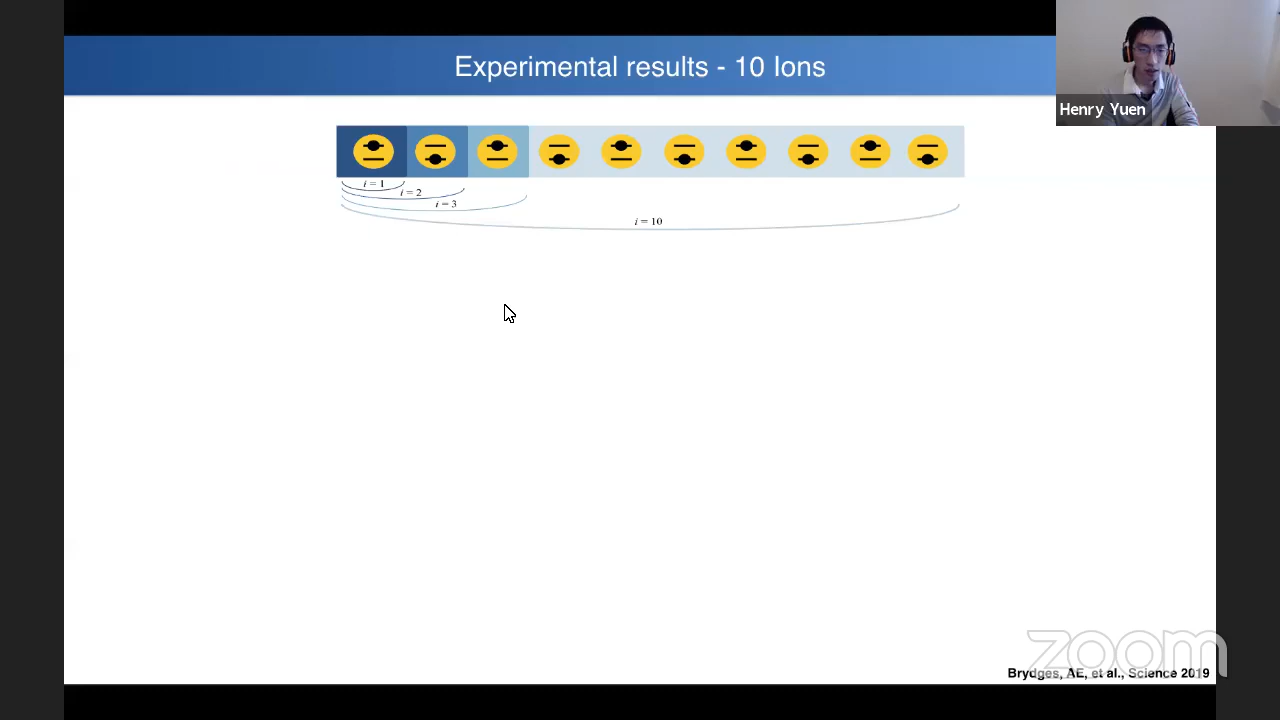 Experimental results - 10 Ions
Henry Yuen
i = 1
i = 2
i = 3
i = 10
zoom
Brydges, AE, et al., Science 2019